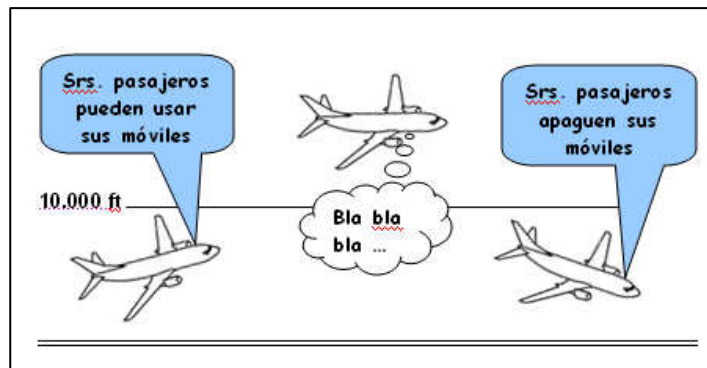 Srs. pasajeros
pueden usar
sus móviles
Srs. pasajeros
apaguen sus
móviles
10.000 ft
Bla bla
bla ...